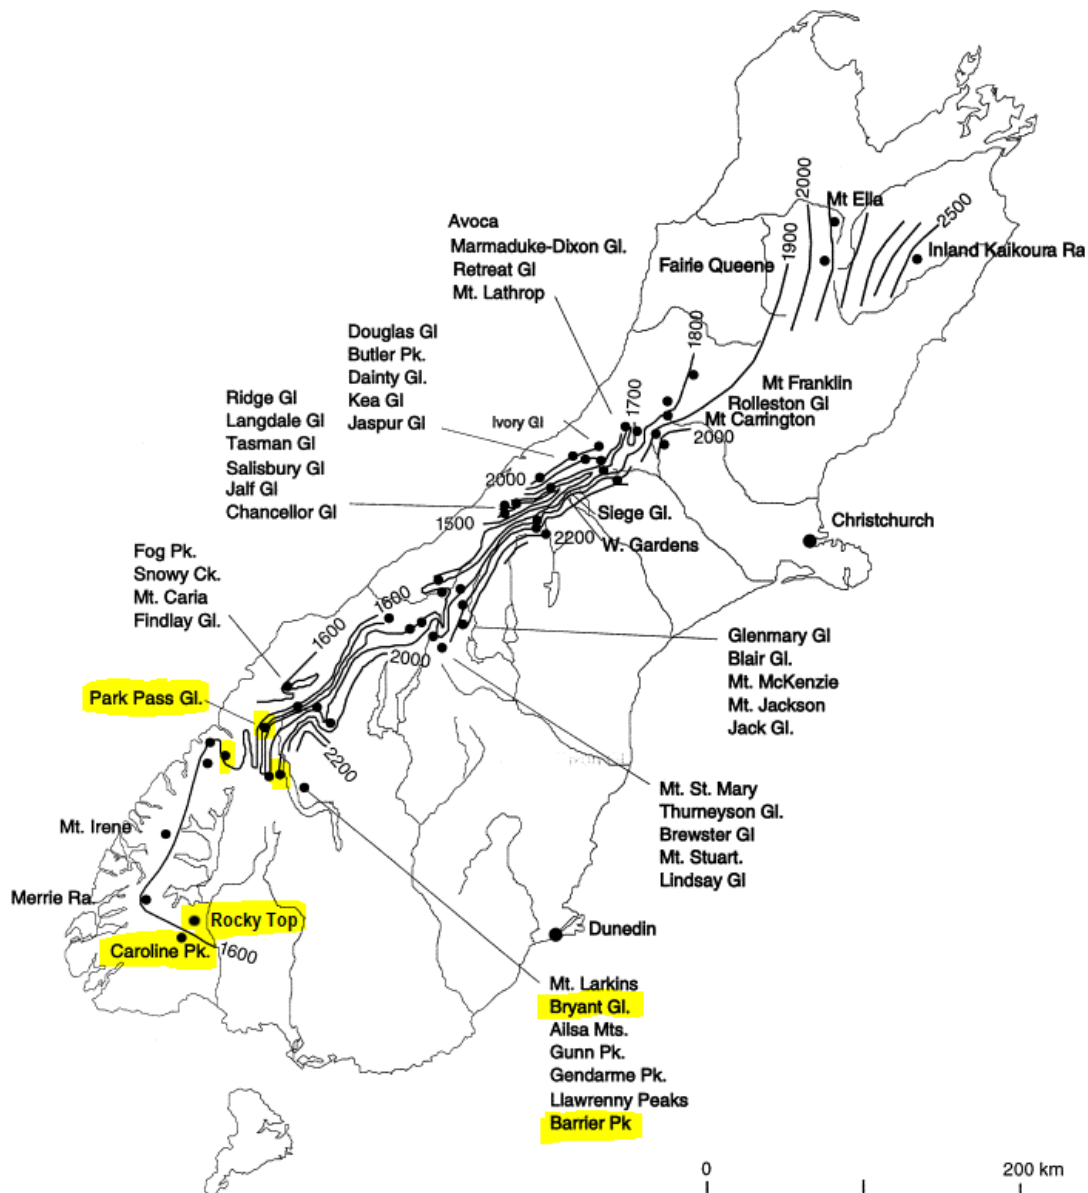 2000
Mt Ella
2500
Avoca
Marmaduke-Dixon Gl.
Retreat Gl
Mt. Lathrop
1900
Fairie Queene
Inland Kaikoura Ra
Douglas Gl
Butler Pk.
Dainty Gl.
Kea Gl
Jaspur Gl
1800
Ridge Gl
Langdale Gl
Tasman Gl
Salisbury Gl
Jalf Gl
Chancellor Gl
Ivory Gl
1700
Mt Franklin
Rolleston Gl
Mt Carrington
2000
2000
1500
Siege Gl.
W. Gardens
2200
Christchurch
Fog Pk.
Snowy Ck.
Mt. Caria
Findlay Gl.
1600
1600
2000
Glenmary Gl
Blair Gl.
Mt. McKenzie
Mt. Jackson
Jack Gl.
Park Pass Gl.
2200
Mt. St. Mary
Thurneyson Gl.
Brewster Gl
Mt. Stuart.
Lindsay Gl
Mt. Irene
Merrie Ra.
Rocky Top
Caroline Pk.
1600
Dunedin
Mt. Larkins
Bryant Gl.
Ailsa Mts.
Gunn Pk.
Gendarme Pk.
Llawrenny Peaks
Barrier Pk
0
200 km